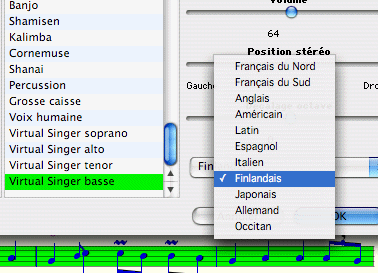 Banjo
Shamisen
Kalimba
Cornemuse
Shanai
Percussion
Grosse caisse
Voix humaine
Virtual Singer soprano
Virtual Singer alto
Virtual Singer tenor
Virtual Singer basse
Volume
64
Position stéréo
Gauche
Français du Nord
Français du Sud
Anglais
Américain
Latin
Espagnol
Italien
✓ Finlandais
Japonais
Allemand
Occitan
OK